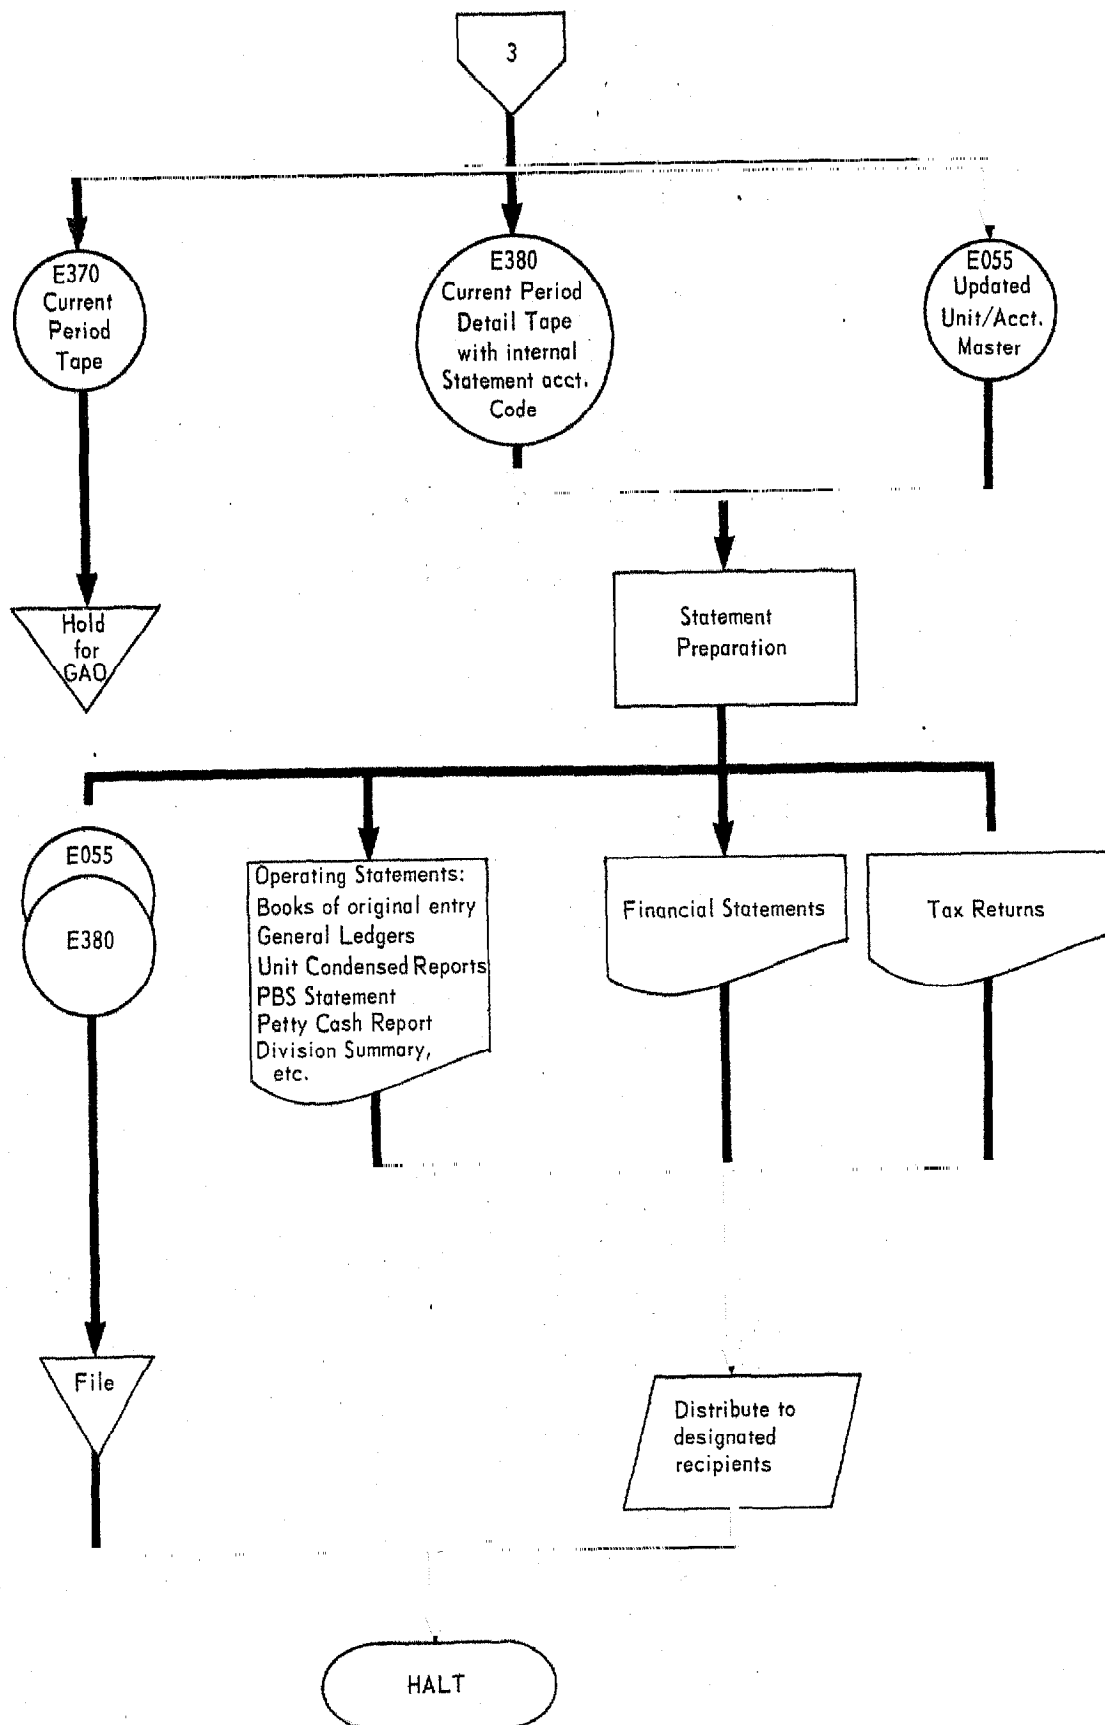 3
E370
Current
Period
Tape
E380
Current Period
Detail Tape
with internal
Statement acct.
Code
E055
Updated
Unit/Acct.
Master
Hold
for
GAO
Statement
Preparation
E055
E380
Operating Statements:
Books of original entry
General Ledgers
Unit Condensed Reports
PBS Statement
Petty Cash Report
Division Summary,
etc.
Financial Statements
Tax Returns
File
Distribute to
designated
recipients
HALT